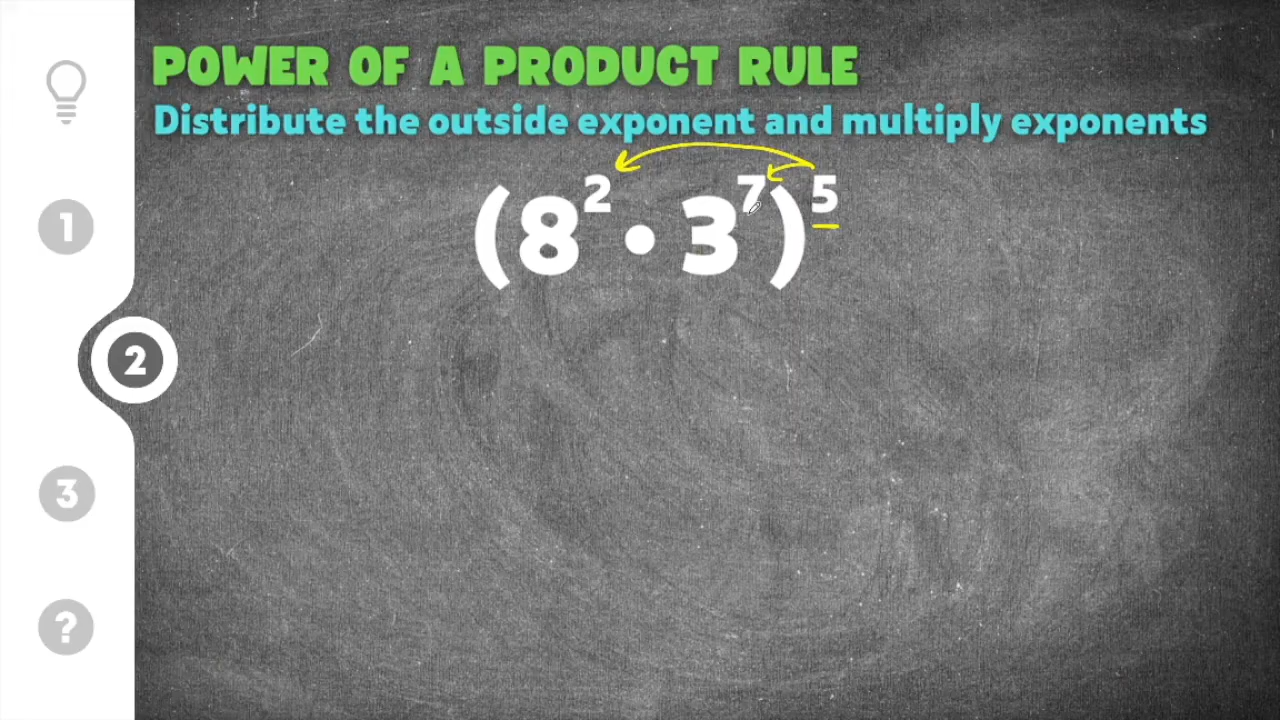 POWER OF A PRODUCT RULE
Distribute the outside exponent and multiply exponents
(8² • 3⁷)⁵
1
2
3
?